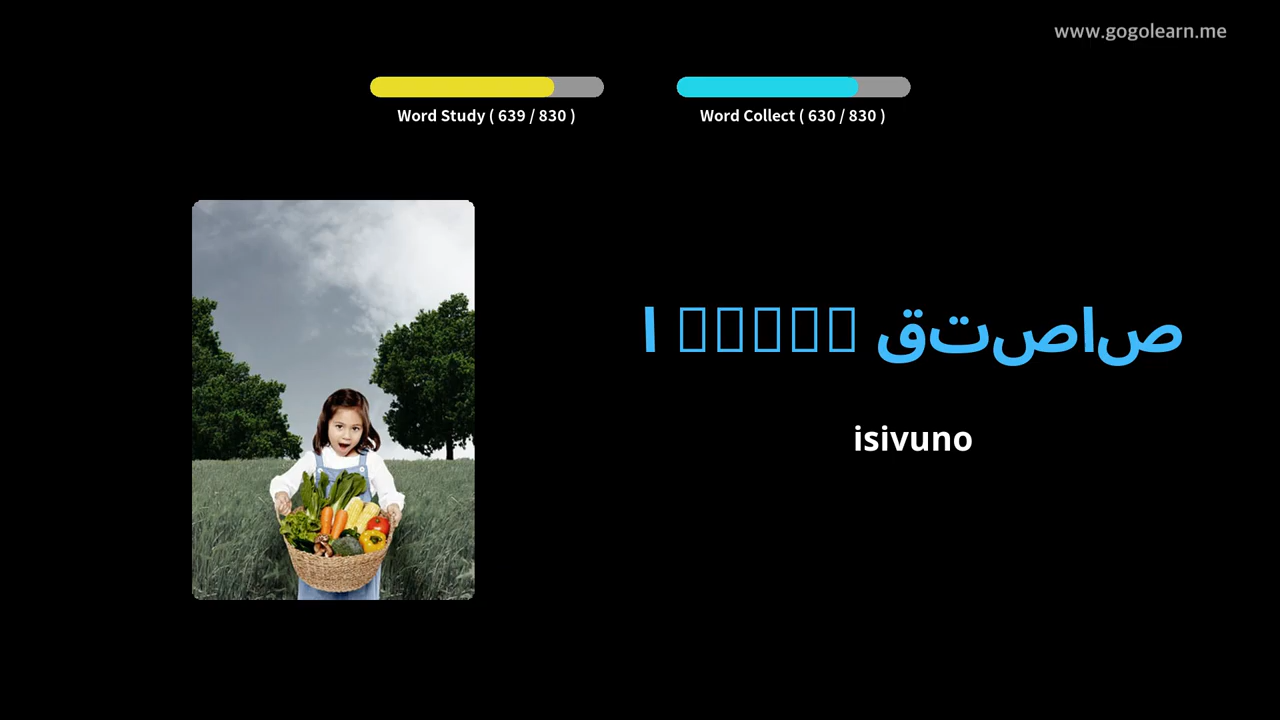 www.gogolearn.me
Word Study ( 639 / 830 )
Word Collect ( 630 / 830 )
صاصتق ا
isivuno